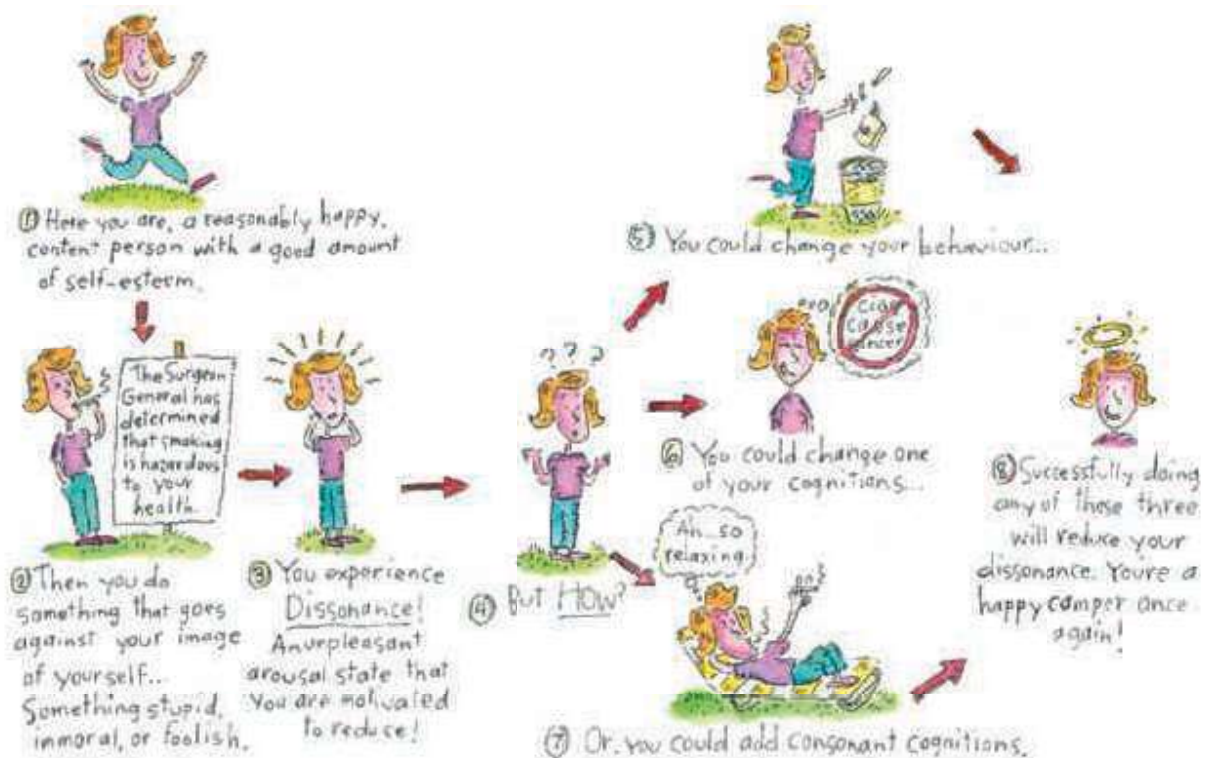 ① Here you are, a reasonably happy,
content person with a good amount
of self-esteem.
The Surgeon
General has
determined
that smoking
is hazardous
to your
health.
② Then you do
something that goes
against your image
of yourself...
Something stupid,
immoral, or foolish.
③ You experience
Dissonance!
An unpleasant
arousal state that
you are motivated
to reduce!
? ? ?
④ But HOW?
⑤ You could change your behaviour...
Cigs
cause
cancer
⑥ You could change one
of your cognitions...
Ah...so
relaxing
⑦ Or, you could add consonant cognitions.
⑧ Successfully doing
any of these three
will reduce your
dissonance. You're a
happy camper once
again!